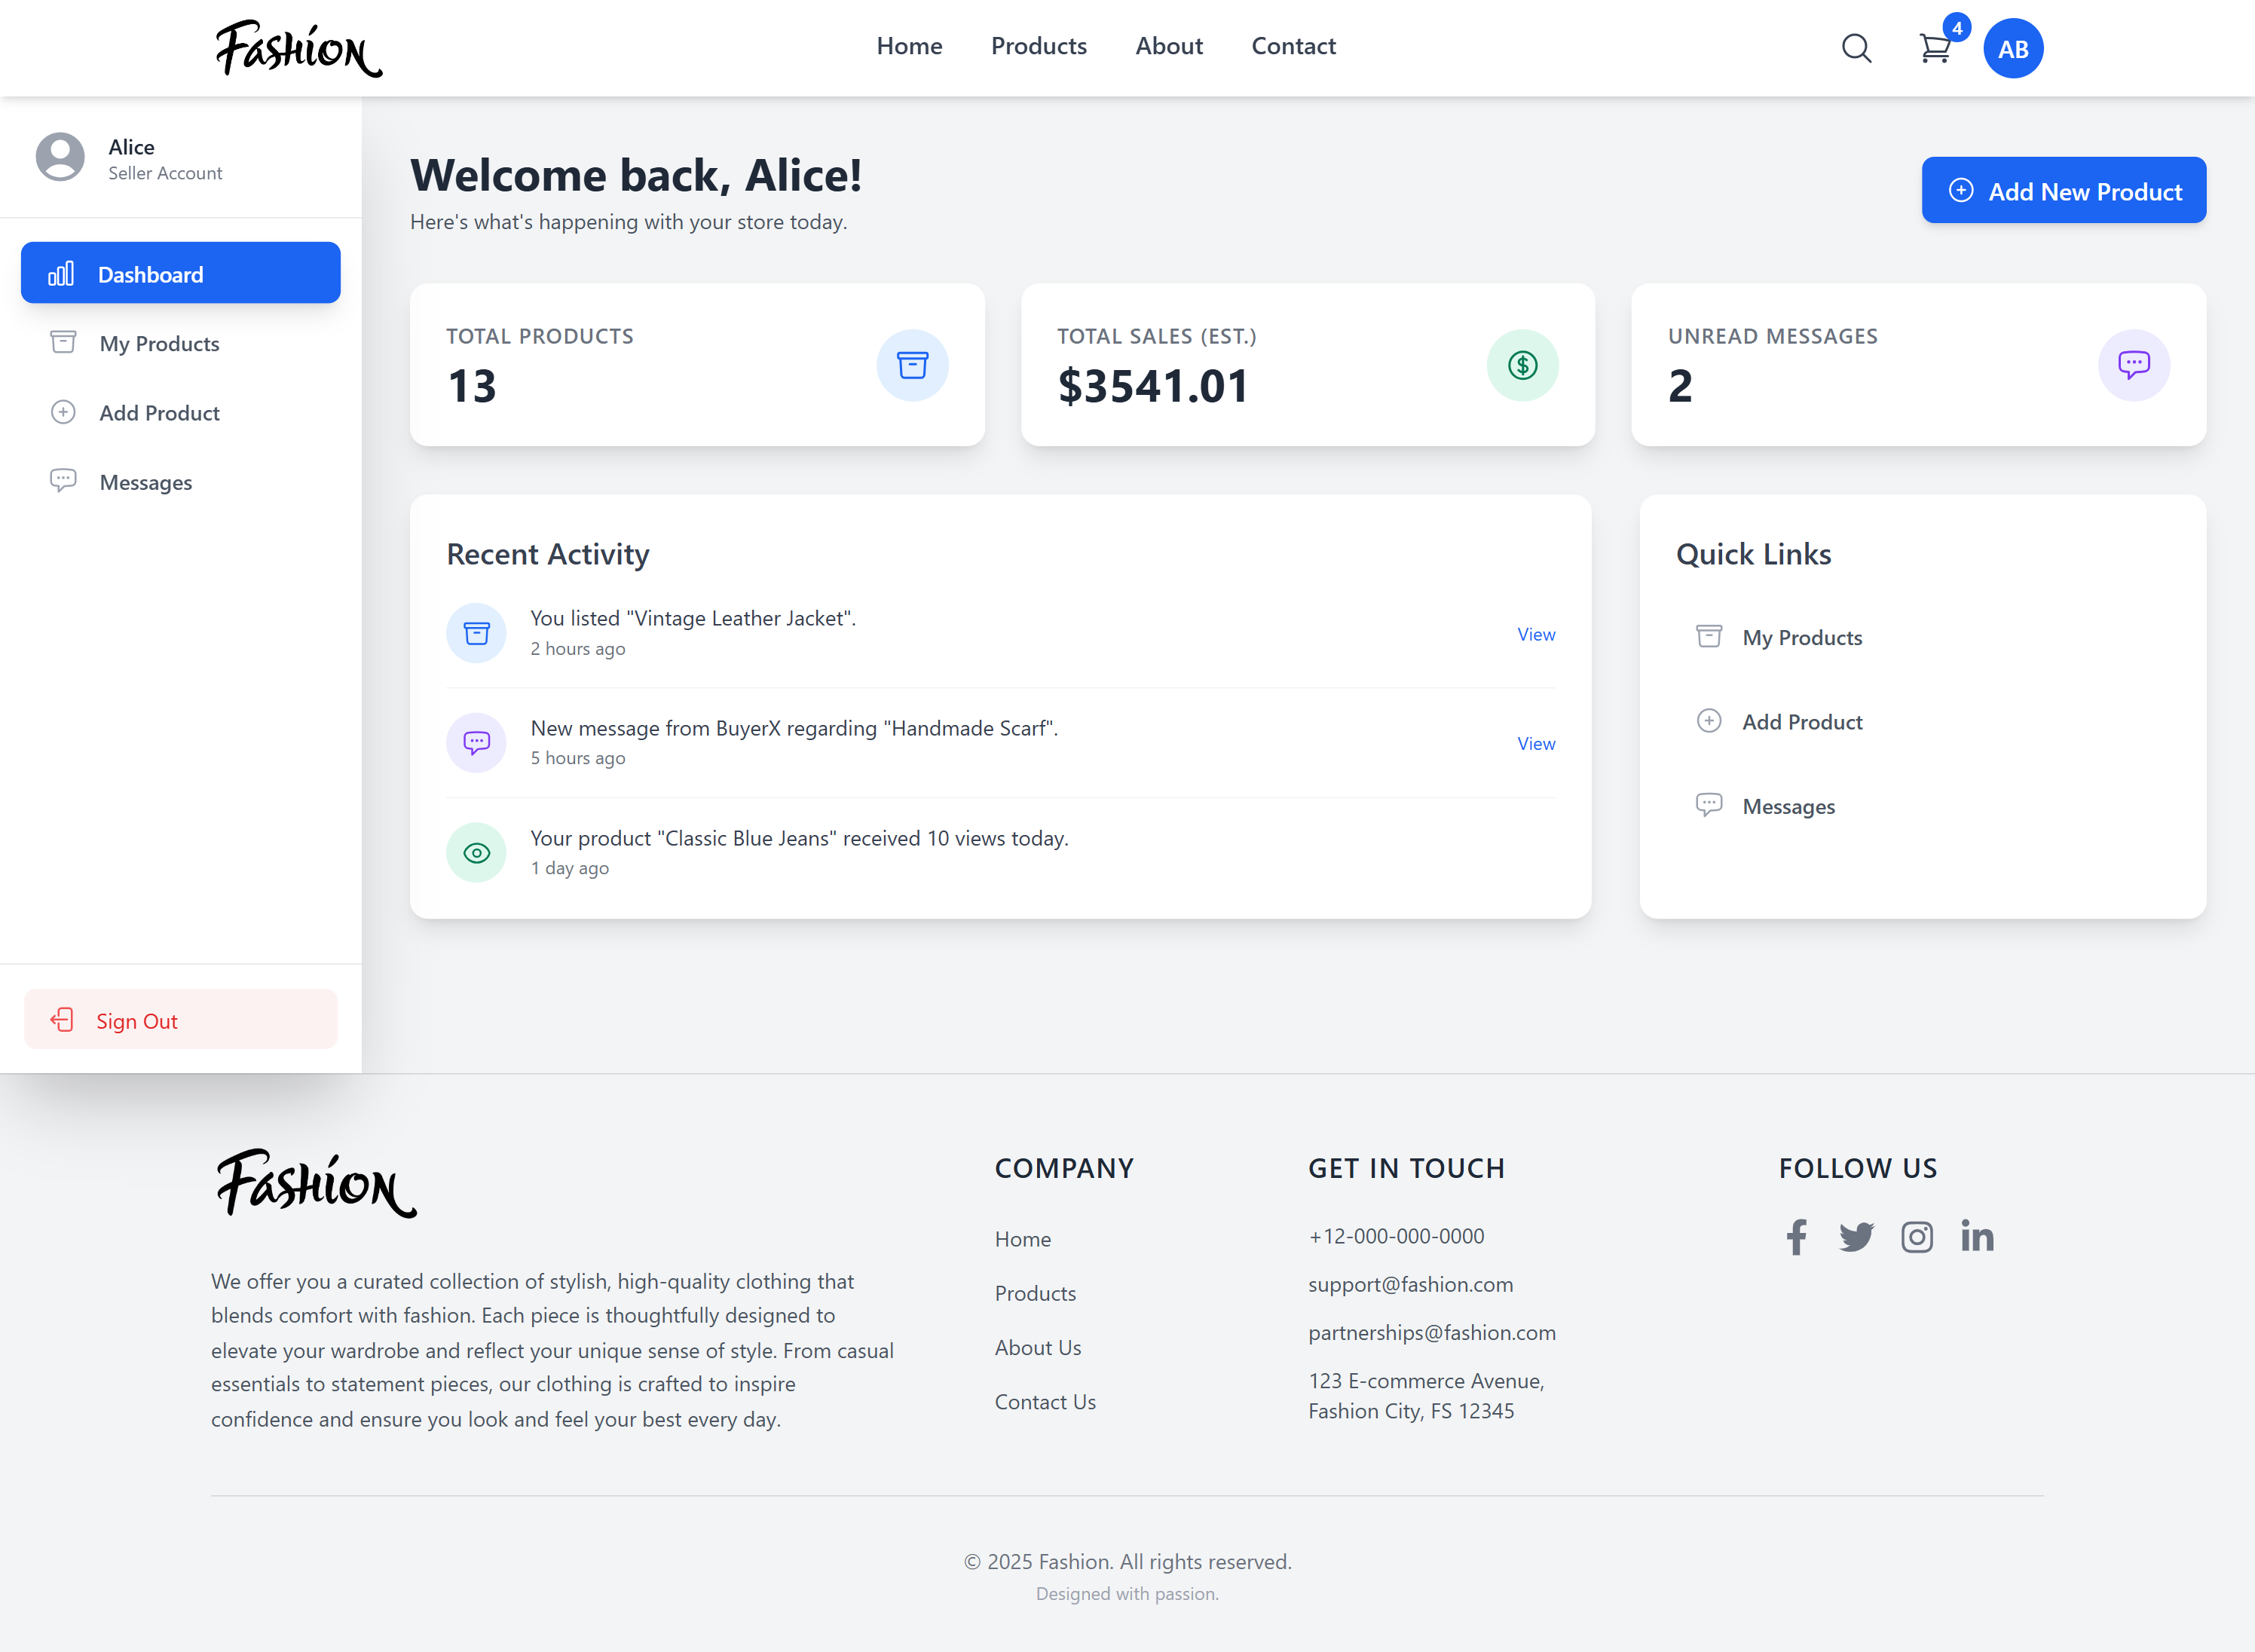 Fashion
Home
Products
About
Contact
4
AB
Alice
Seller Account
Dashboard
My Products
Add Product
Messages
Sign Out
Welcome back, Alice!
Here's what's happening with your store today.
Add New Product
TOTAL PRODUCTS
13
TOTAL SALES (EST.)
$3541.01
UNREAD MESSAGES
2
Recent Activity
You listed "Vintage Leather Jacket".
2 hours ago
View
New message from BuyerX regarding "Handmade Scarf".
5 hours ago
View
Your product "Classic Blue Jeans" received 10 views today.
1 day ago
Quick Links
My Products
Add Product
Messages
Fashion
We offer you a curated collection of stylish, high-quality clothing that
blends comfort with fashion. Each piece is thoughtfully designed to
elevate your wardrobe and reflect your unique sense of style. From casual
essentials to statement pieces, our clothing is crafted to inspire
confidence and ensure you look and feel your best every day.
COMPANY
Home
Products
About Us
Contact Us
GET IN TOUCH
+12-000-000-0000
support@fashion.com
partnerships@fashion.com
123 E-commerce Avenue,
Fashion City, FS 12345
FOLLOW US
© 2025 Fashion. All rights reserved.
Designed with passion.